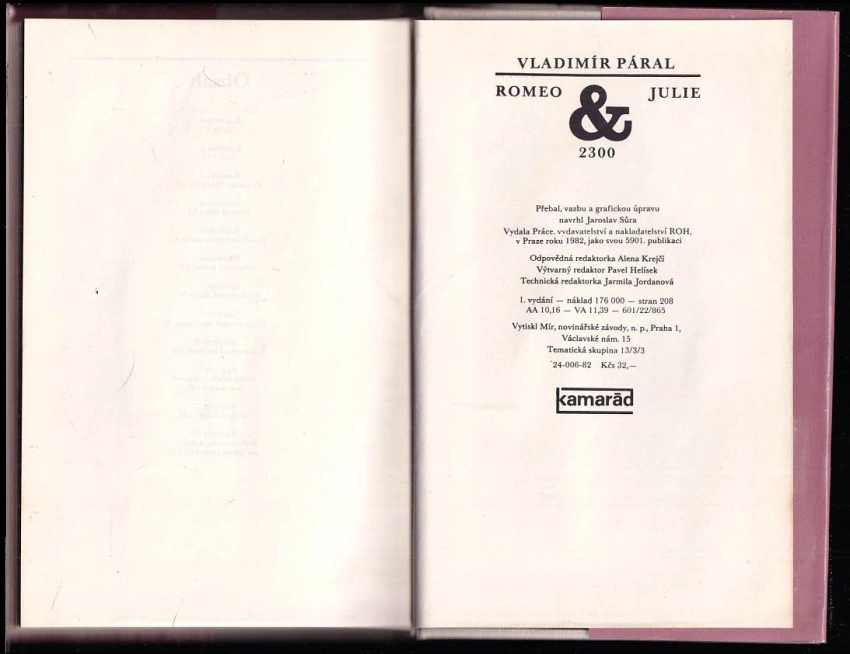 VLADIMÍR PÁRAL
ROMEO & JULIE
2300
Přebal, vazbu a grafickou úpravu
navrhl Jaroslav Sůra
Vydala Práce, vydavatelství a nakladatelství ROH,
v Praze roku 1982, jako svou 5901. publikaci
Odpovědná redaktorka Alena Krejčí
Výtvarný redaktor Pavel Helísek
Technická redaktorka Jarmila Jordanová
1. vydání — náklad 176 000 — stran 208
AA 10,16 — VA 11,39 — 601/22/865
Vytiskl Mír, novinářské závody, n. p., Praha 1,
Václavské nám. 15
Tematická skupina 13/3/3
24-006-82 Kčs 32,—
kamarád